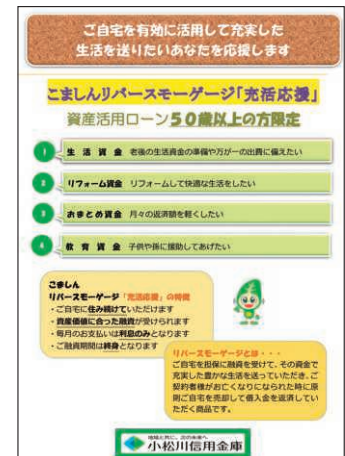 ご自宅を有効に活用して充実した
生活を送りたいあなたを応援します
こましんリバースモーゲージ「充活応援」
資産活用ローン５０歳以上の方限定
1 生活資金 老後の生活資金の準備や万が一の出費に備えたい
2 リフォーム資金 リフォームして快適な生活をしたい
3 おまとめ資金 月々の返済額を軽くしたい
4 教育資金 子供や孫に援助してあげたい
こましん
リバースモーゲージ「充活応援」の特徴
・ご自宅に住み続けていただけます
・資産価値に合った融資が受けられます
・毎月のお支払いは利息のみとなります
・ご融資期間は終身となります
リバースモーゲージとは・・・
ご自宅を担保に融資を受けて、その資金で
充実した豊かな生活を送っていただき、ご
契約者様がお亡くなりになられた時に原
則ご自宅を売却して借入金を返済してい
ただく商品です。
地域と共に、次の未来へ
小松川信用金庫